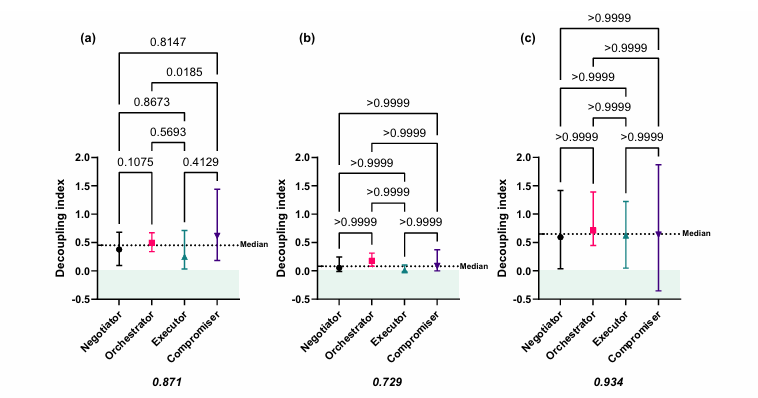 (a)
0.8147
0.0185
0.8673
0.5693
0.1075
0.4129
Decoupling index
2.0
1.5
1.0
0.5
0.0
-0.5
Median
Negotiator
Orchestrator
Executor
Compromiser
0.871
(b)
>0.9999
>0.9999
>0.9999
>0.9999
>0.9999
>0.9999
Decoupling index
2.0
1.5
1.0
0.5
0.0
-0.5
Median
Negotiator
Orchestrator
Executor
Compromiser
0.729
(c)
>0.9999
>0.9999
>0.9999
>0.9999
>0.9999
>0.9999
Decoupling index
2.0
1.5
1.0
0.5
0.0
-0.5
Median
Negotiator
Orchestrator
Executor
Compromiser
0.934